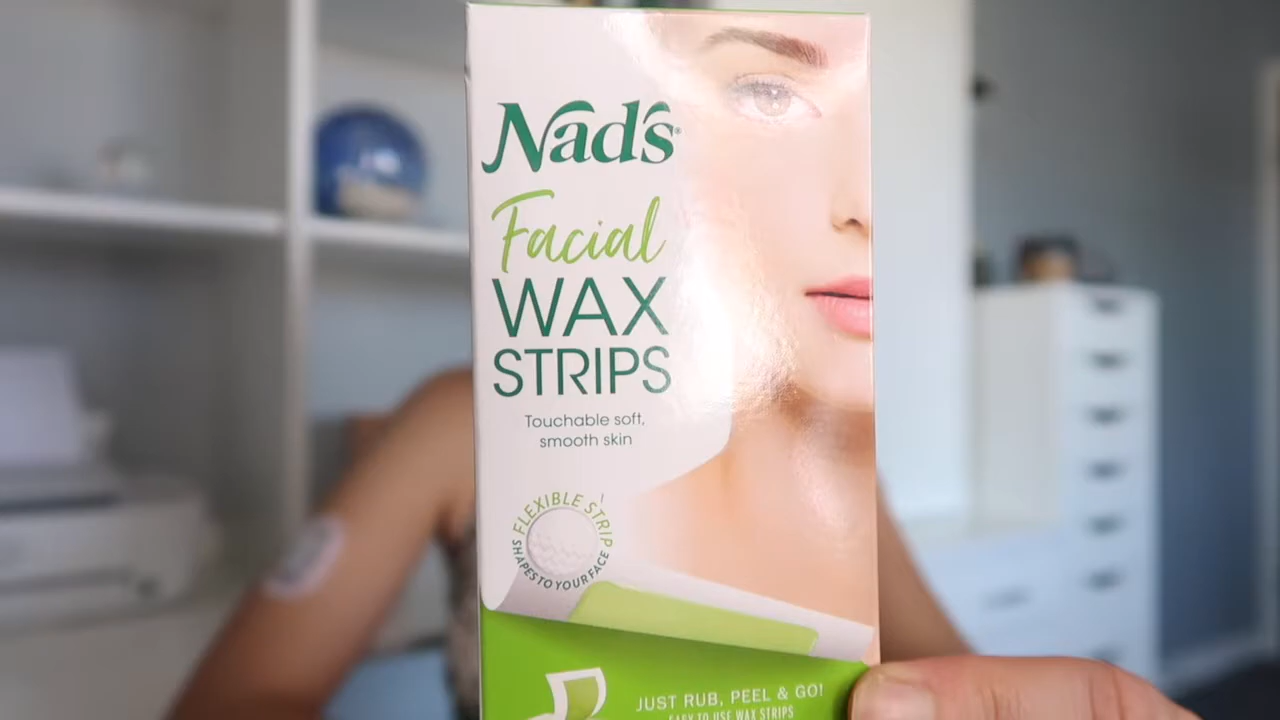 Nad's®
Facial
WAX
STRIPS
Touchable soft,
smooth skin
FLEXIBLE STRIP
SHAPES TO YOUR FACE
JUST RUB, PEEL & GO!
EASY TO USE WAX STRIPS